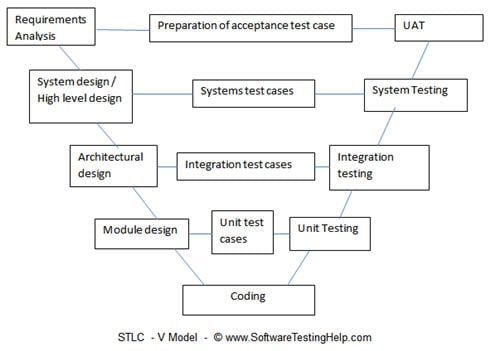 Requirements
Analysis
Preparation of acceptance test case
UAT
System design /
High level design
Systems test cases
System Testing
Architectural
design
Integration test cases
Integration
testing
Module design
Unit test
cases
Unit Testing
Coding
STLC - V Model - © www.SoftwareTestingHelp.com